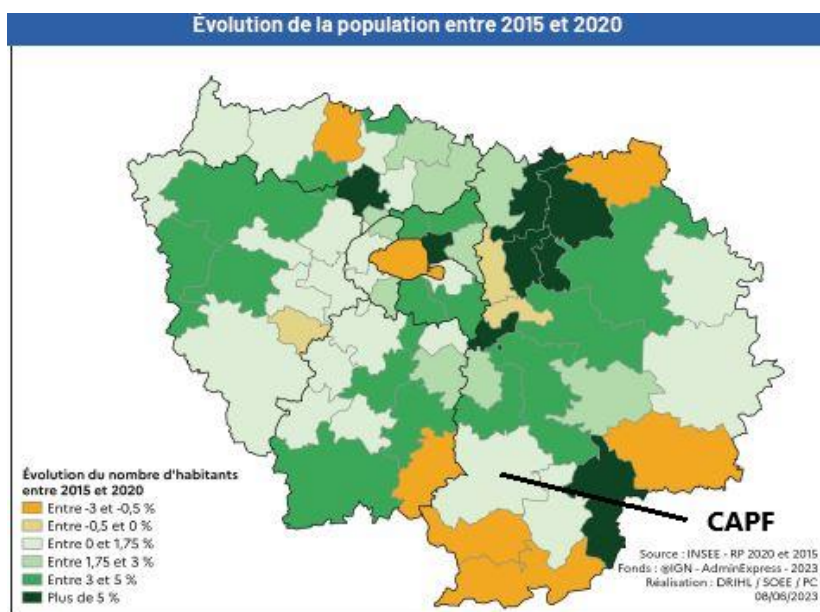 Évolution de la population entre 2015 et 2020
Évolution du nombre d'habitants
entre 2015 et 2020
Entre -3 et -0,5 %
Entre -0,5 et 0 %
Entre 0 et 1,75 %
Entre 1,75 et 3 %
Entre 3 et 5 %
Plus de 5 %
CAPF
Source : INSEE - RP 2020 et 2015
Fonds : @IGN - AdminExpress - 2023
Réalisation : DRIHL / SOEE / PC
08/06/2023